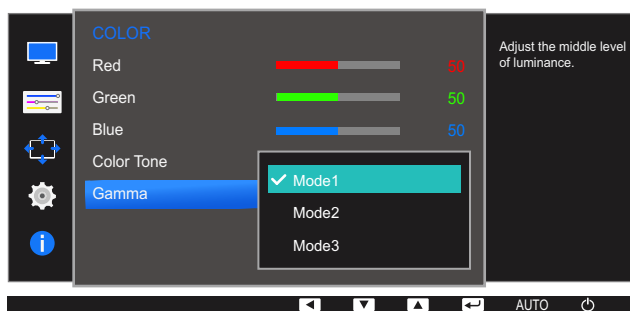 COLOR
Red 50
Green 50
Blue 50
Color Tone
Gamma
Mode1
Mode2
Mode3
Adjust the middle level
of luminance.
AUTO